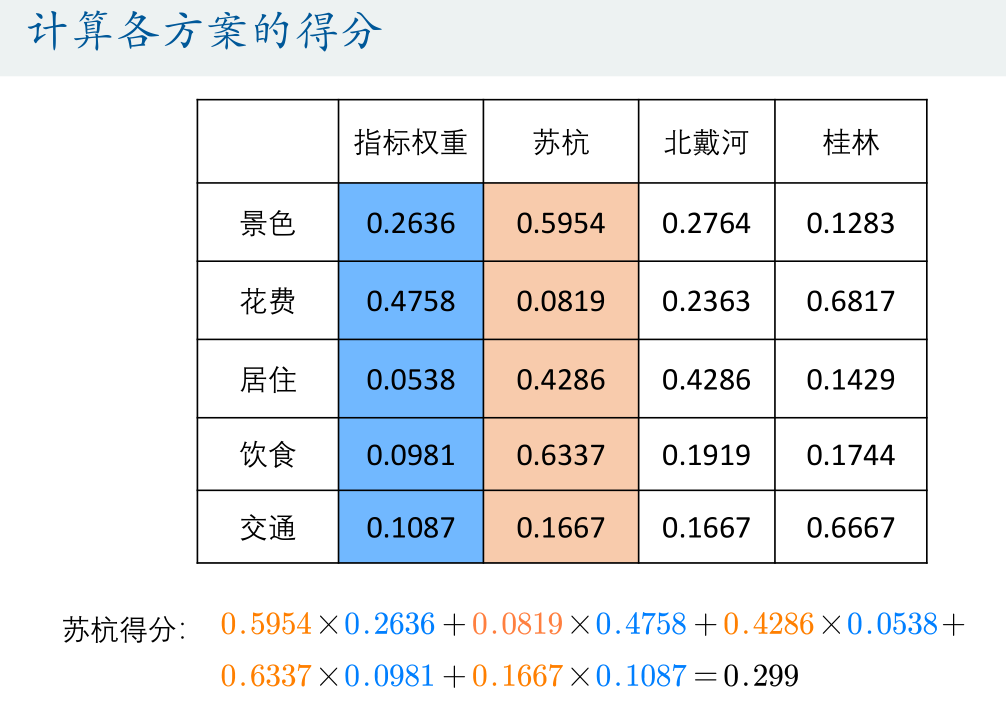 计算各方案的得分
指标权重 苏杭 北戴河 桂林
景色 0.2636 0.5954 0.2764 0.1283
花费 0.4758 0.0819 0.2363 0.6817
居住 0.0538 0.4286 0.4286 0.1429
饮食 0.0981 0.6337 0.1919 0.1744
交通 0.1087 0.1667 0.1667 0.6667
苏杭得分: 0.5954×0.2636+0.0819×0.4758+0.4286×0.0538+
0.6337×0.0981+0.1667×0.1087=0.299